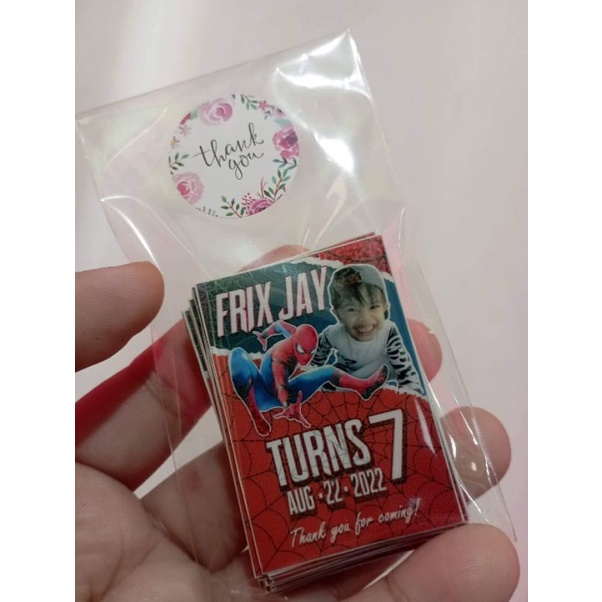 thank
you
FRIX JAY
TURNS 7
AUG • 22 • 2022
Thank you for coming!